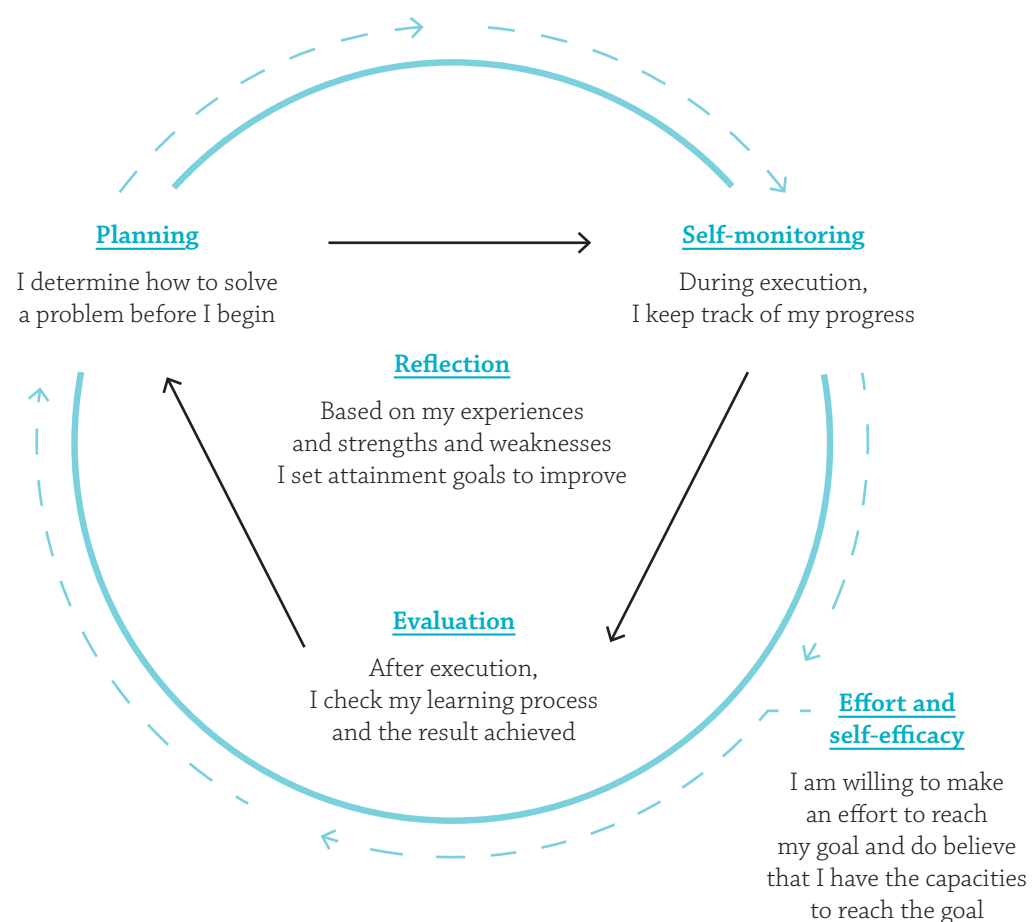 Planning
I determine how to solve
a problem before I begin
Self-monitoring
During execution,
I keep track of my progress
Reflection
Based on my experiences
and strengths and weaknesses
I set attainment goals to improve
Evaluation
After execution,
I check my learning process
and the result achieved
Effort and
self-efficacy
I am willing to make
an effort to reach
my goal and do believe
that I have the capacities
to reach the goal